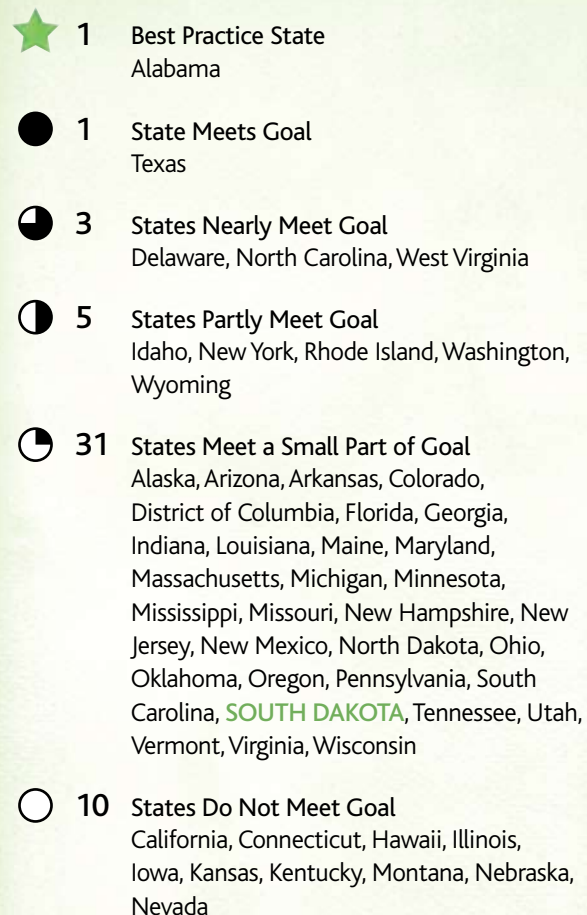 1 Best Practice State
Alabama
1 State Meets Goal
Texas
3 States Nearly Meet Goal
Delaware, North Carolina, West Virginia
5 States Partly Meet Goal
Idaho, New York, Rhode Island, Washington,
Wyoming
31 States Meet a Small Part of Goal
Alaska, Arizona, Arkansas, Colorado,
District of Columbia, Florida, Georgia,
Indiana, Louisiana, Maine, Maryland,
Massachusetts, Michigan, Minnesota,
Mississippi, Missouri, New Hampshire, New
Jersey, New Mexico, North Dakota, Ohio,
Oklahoma, Oregon, Pennsylvania, South
Carolina, SOUTH DAKOTA, Tennessee, Utah,
Vermont, Virginia, Wisconsin
10 States Do Not Meet Goal
California, Connecticut, Hawaii, Illinois,
Iowa, Kansas, Kentucky, Montana, Nebraska,
Nevada